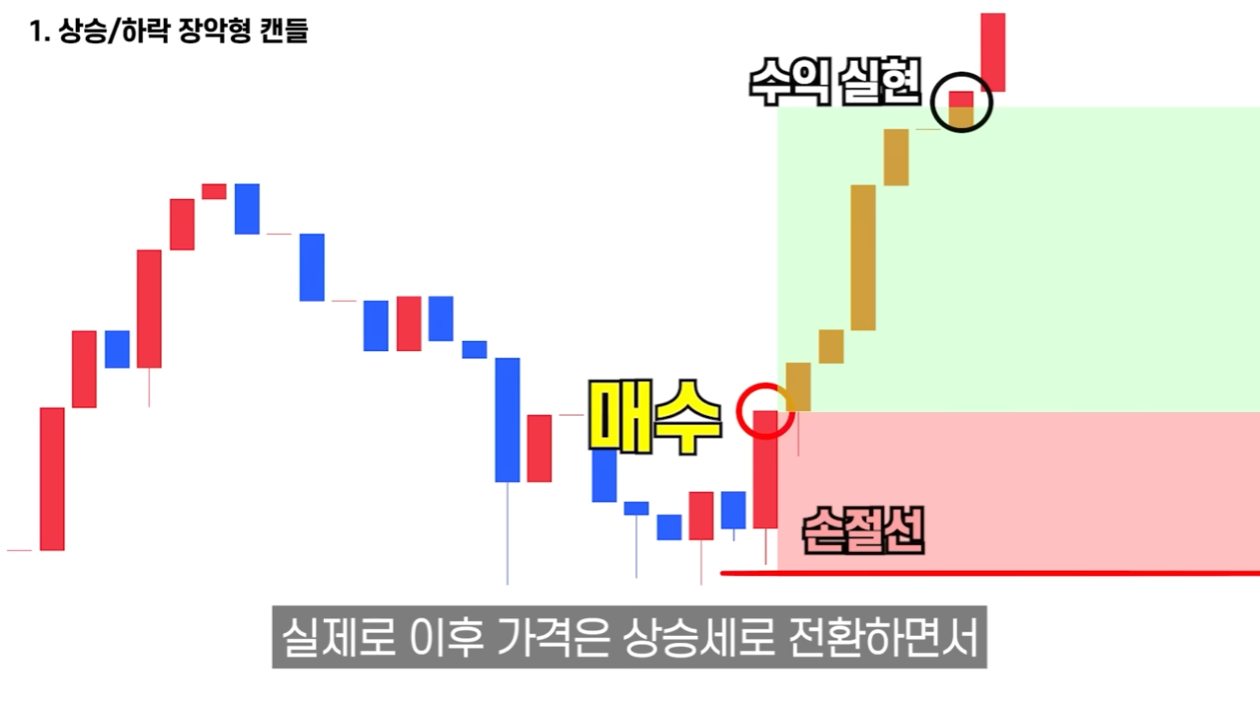 1. 상승/하락 장악형 캔들
수익 실현
매수
손절선
실제로 이후 가격은 상승세로 전환하면서